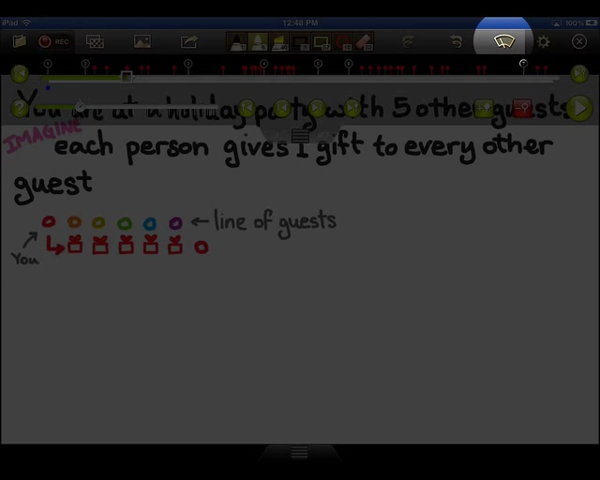 iPad 12:48 PM 100%
REC
You are at a holiday party with 5 other guests
IMAGINE
each person gives 1 gift to every other
guest
←line of guests
You